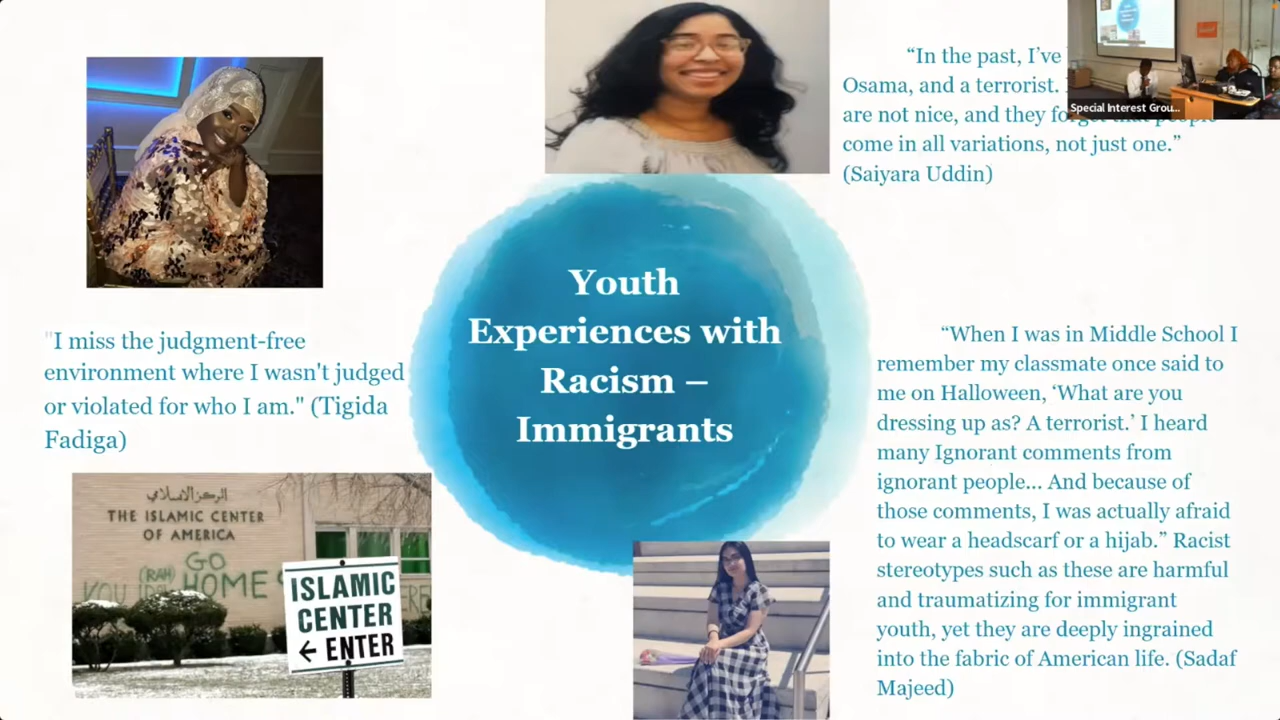 "I miss the judgment-free
environment where I wasn't judged
or violated for who I am." (Tigida
Fadiga)
المركز الاسلامي
THE ISLAMIC CENTER
OF AMERICA
GO
(RAH) HOME
YOU
ISLAMIC
CENTER
← ENTER
Youth
Experiences with
Racism –
Immigrants
“In the past, I’ve
Osama, and a terrorist.
are not nice, and they forget that people
come in all variations, not just one.”
(Saiyara Uddin)
Special Interest Grou...
“When I was in Middle School I
remember my classmate once said to
me on Halloween, ‘What are you
dressing up as? A terrorist.’ I heard
many Ignorant comments from
ignorant people... And because of
those comments, I was actually afraid
to wear a headscarf or a hijab.” Racist
stereotypes such as these are harmful
and traumatizing for immigrant
youth, yet they are deeply ingrained
into the fabric of American life. (Sadaf
Majeed)